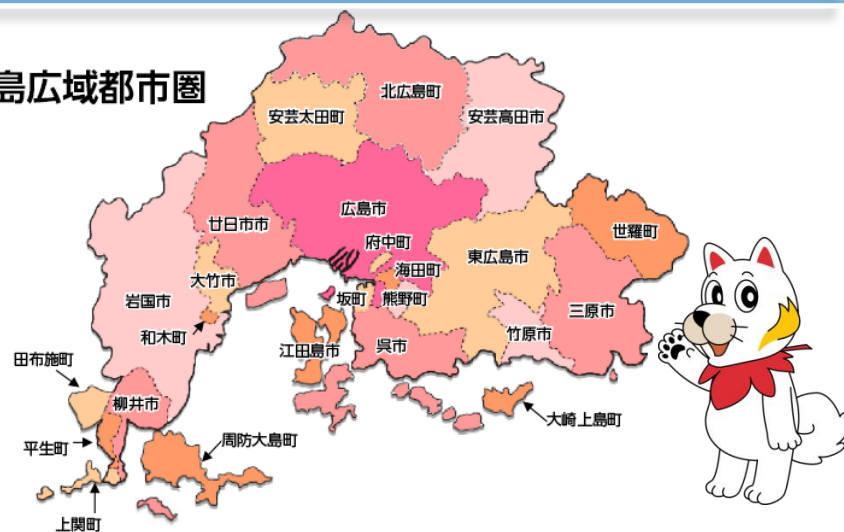 島広域都市圏
北広島町
安芸太田町
安芸高田市
広島市
廿日市市
府中町
世羅町
東広島市
海田町
大竹市
岩国市
坂町
熊野町
三原市
和木町
竹原市
江田島市
呉市
田布施町
柳井市
大崎上島町
平生町
周防大島町
上関町